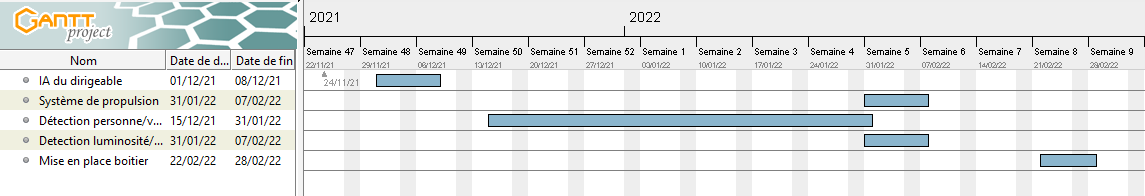 GANTT
project
2021
2022
Semaine 47 Semaine 48 Semaine 49 Semaine 50 Semaine 51 Semaine 52 Semaine 1 Semaine 2 Semaine 3 Semaine 4 Semaine 5 Semaine 6 Semaine 7 Semaine 8 Semaine 9
Nom Date de d... Date de fin
22/11/21 29/11/21 06/12/21 13/12/21 20/12/21 27/12/21 03/01/22 10/01/22 17/01/22 24/01/22 31/01/22 07/02/22 14/02/22 21/02/22 28/02/22
IA du dirigeable 01/12/21 08/12/21
24/11/21
Système de propulsion 31/01/22 07/02/22
Détection personne/v... 15/12/21 31/01/22
Detection luminosité/... 31/01/22 07/02/22
Mise en place boitier 22/02/22 28/02/22